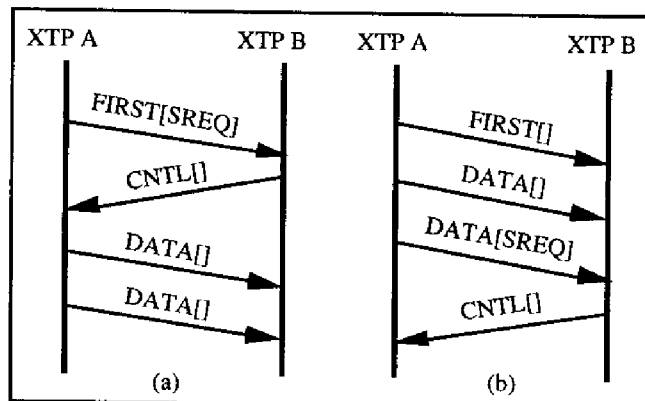 XTP A
XTP B
FIRST[SREQ]
CNTL[]
DATA[]
DATA[]
(a)
XTP A
XTP B
FIRST[]
DATA[]
DATA[SREQ]
CNTL[]
(b)